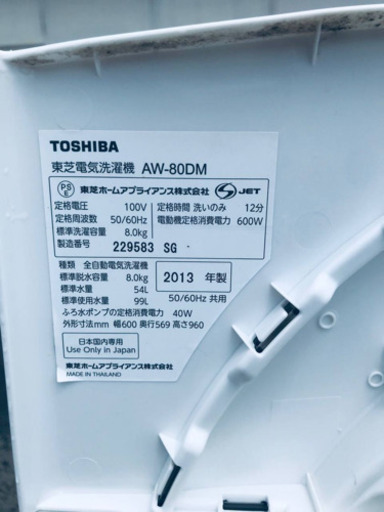 TOSHIBA
東芝電気洗濯機 AW-80DM
PS E 東芝ホームアプライアンス株式会社 S JET
定格電圧 100V 定格時間 洗いのみ 12分
定格周波数 50/60Hz 電動機定格消費電力 600W
標準洗濯容量 8.0kg
製造番号 229583 SG
種類 全自動電気洗濯機
標準脱水容量 8.0kg 2013 年製
標準水量 54L
標準使用水量 99L 50/60Hz 共用
ふろ水ポンプの定格消費電力 40W
外形寸法mm 幅600 奥行569 高さ960
日本国内専用
Use Only in Japan
東芝ホームアプライアンス株式会社
MADE IN THAILAND